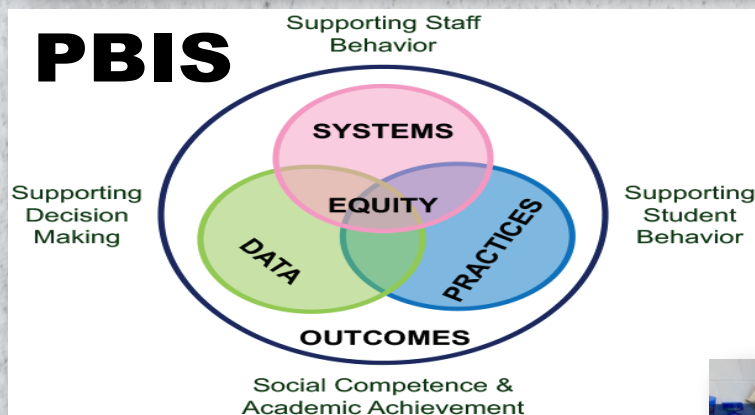 Supporting Staff
Behavior
PBIS
SYSTEMS
Supporting
Decision
Making
EQUITY
Supporting
Student
Behavior
DATA
PRACTICES
OUTCOMES
Social Competence &
Academic Achievement